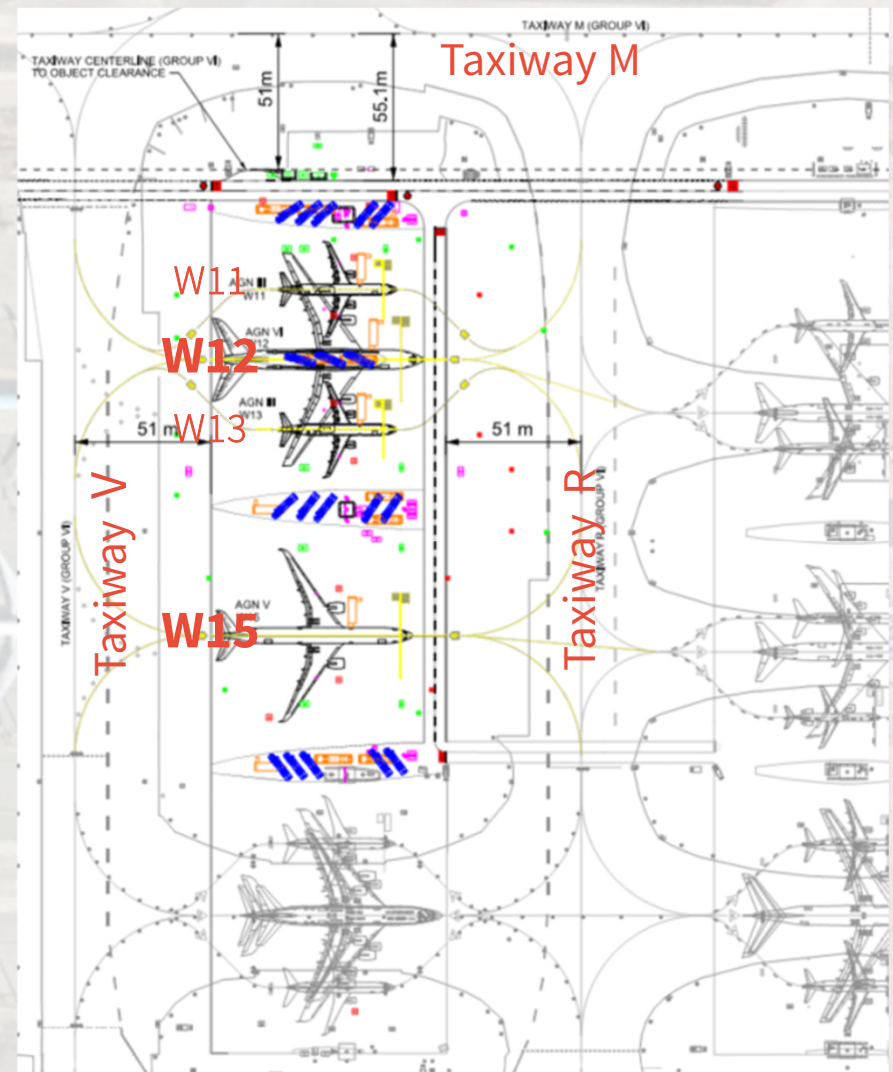 TAXIWAY M (GROUP VI)
Taxiway M
TAXIWAY CENTERLINE (GROUP VI)
TO OBJECT CLEARANCE
51m
55.1m
W11
AGN III
W11
AGN VI
W12
W12
AGN III
W13
W13
51 m
51 m
Taxiway V
TAXIWAY V (GROUP VI)
Taxiway R
TAXIWAY R (GROUP VI)
AGN V
W15